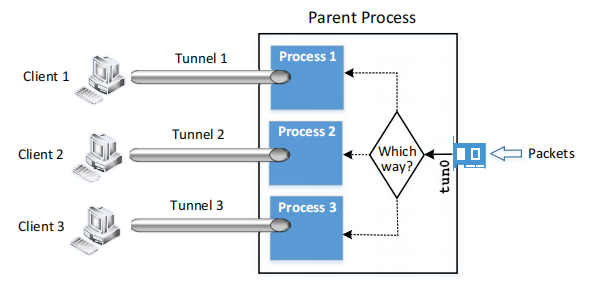 Parent Process
Tunnel 1
Process 1
Client 1
Tunnel 2
Process 2
Client 2
Which
way?
tun0
Packets
Tunnel 3
Process 3
Client 3